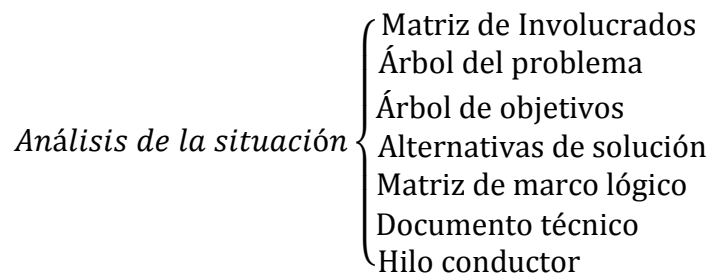 Matriz de Involucrados
Árbol del problema
Árbol de objetivos
Análisis de la situación
Alternativas de solución
Matriz de marco lógico
Documento técnico
Hilo conductor